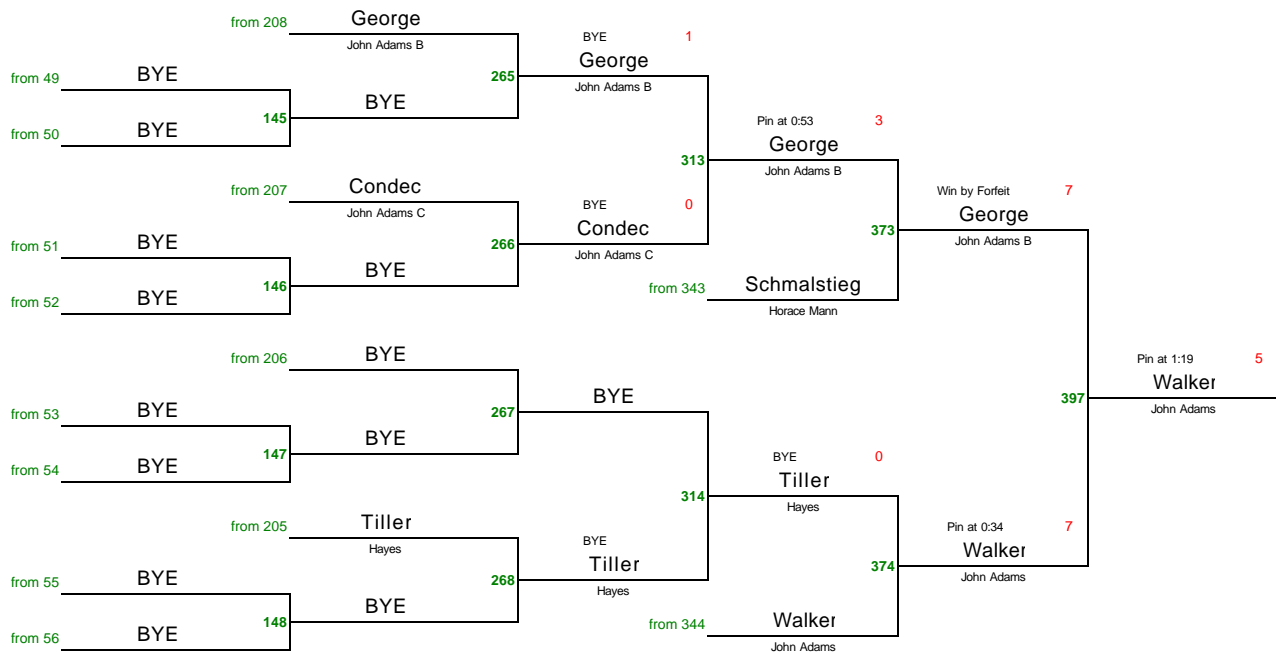 from 208
George
John Adams B
BYE 1
George
John Adams B
265
from 49
BYE
145
BYE
from 50
BYE
Pin at 0:53 3
George
John Adams B
313
from 207
Condec
John Adams C
BYE 0
Condec
John Adams C
266
from 51
BYE
146
BYE
from 52
BYE
Win by Forfeit 7
George
John Adams B
373
from 343
Schmalstieg
Horace Mann
from 206
BYE
267
BYE
from 53
BYE
147
BYE
from 54
BYE
Pin at 1:19 5
Walker
John Adams
397
BYE 0
Tiller
Hayes
314
from 205
Tiller
Hayes
BYE
Tiller
Hayes
268
from 55
BYE
148
BYE
from 56
BYE
Pin at 0:34 7
Walker
John Adams
374
from 344
Walker
John Adams